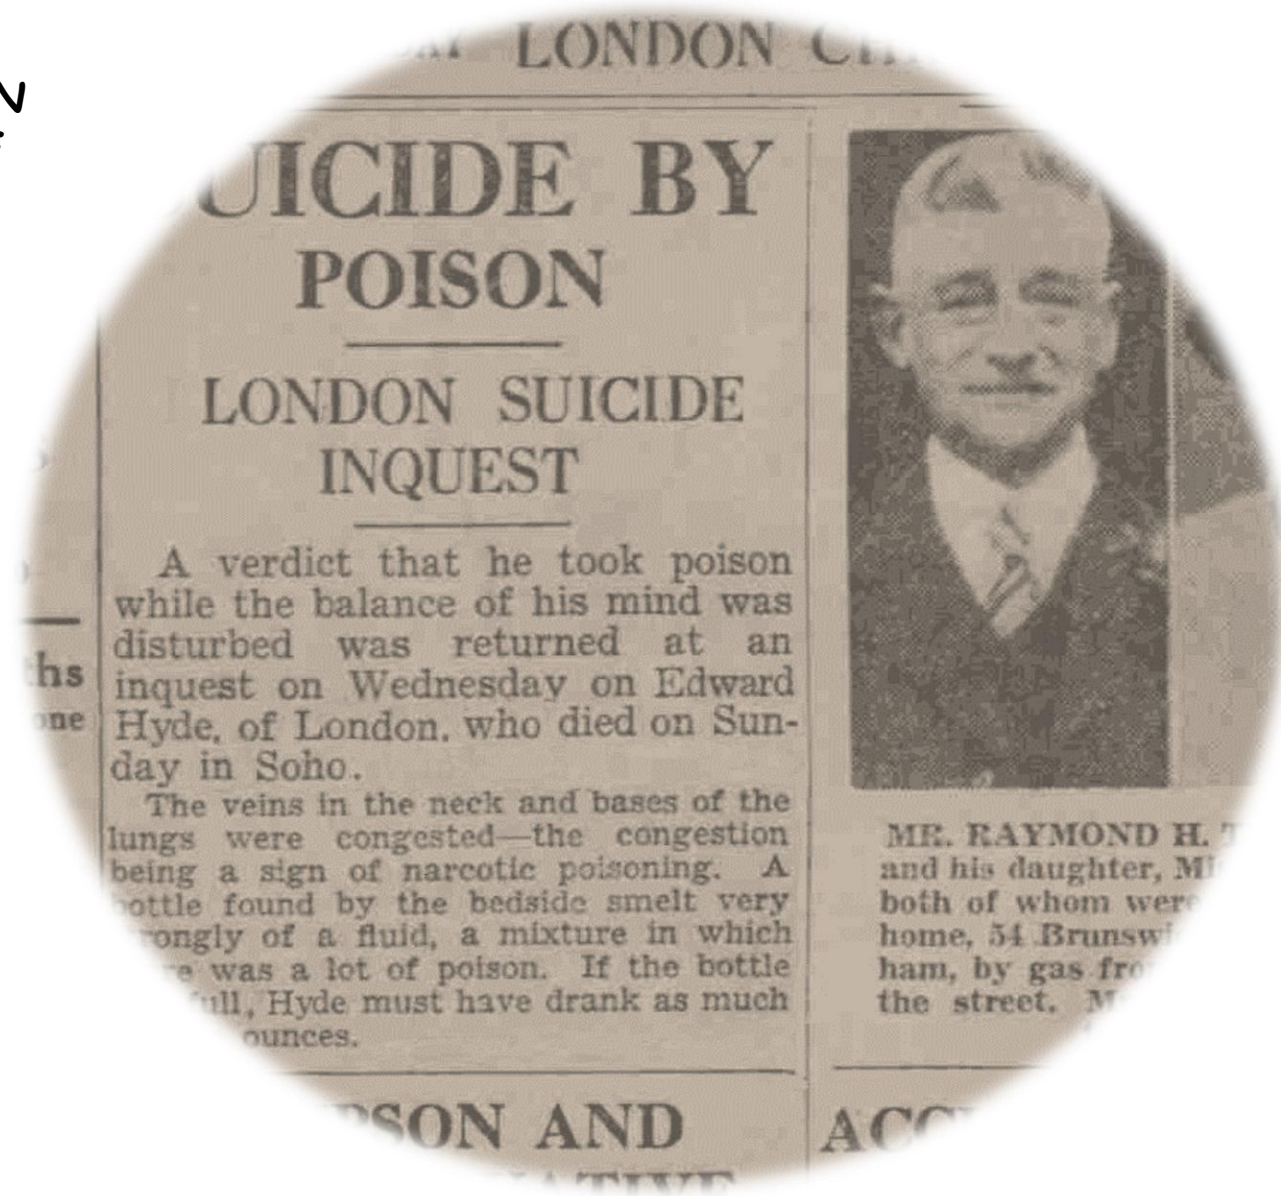 LONDON
UICIDE BY
POISON
LONDON SUICIDE
INQUEST
A verdict that he took poison
while the balance of his mind was
disturbed was returned at an
inquest on Wednesday on Edward
Hyde, of London, who died on Sun-
day in Soho.
The veins in the neck and bases of the
lungs were congested—the congestion
being a sign of narcotic poisoning. A
ottle found by the bedside smelt very
rongly of a fluid, a mixture in which
e was a lot of poison. If the bottle
ull, Hyde must have drank as much
ounces.
SON AND
ths
one
MR. RAYMOND H.
and his daughter, Mi
both of whom were
home, 54 Brunswi
ham, by gas fro
the street. M
ACC